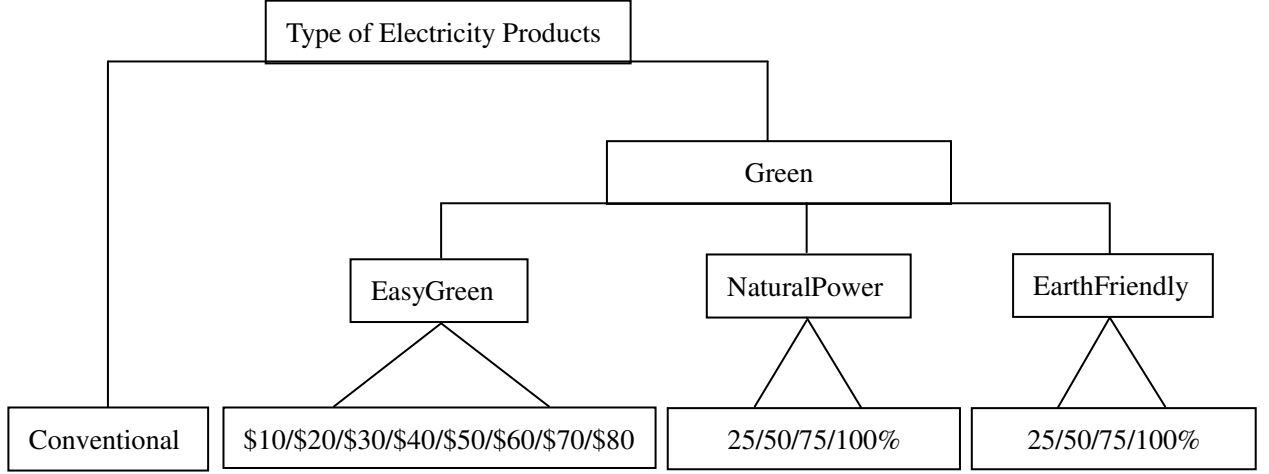 Type of Electricity Products
Green
EasyGreen
NaturalPower
EarthFriendly
Conventional
$10/$20/$30/$40/$50/$60/$70/$80
25/50/75/100%
25/50/75/100%